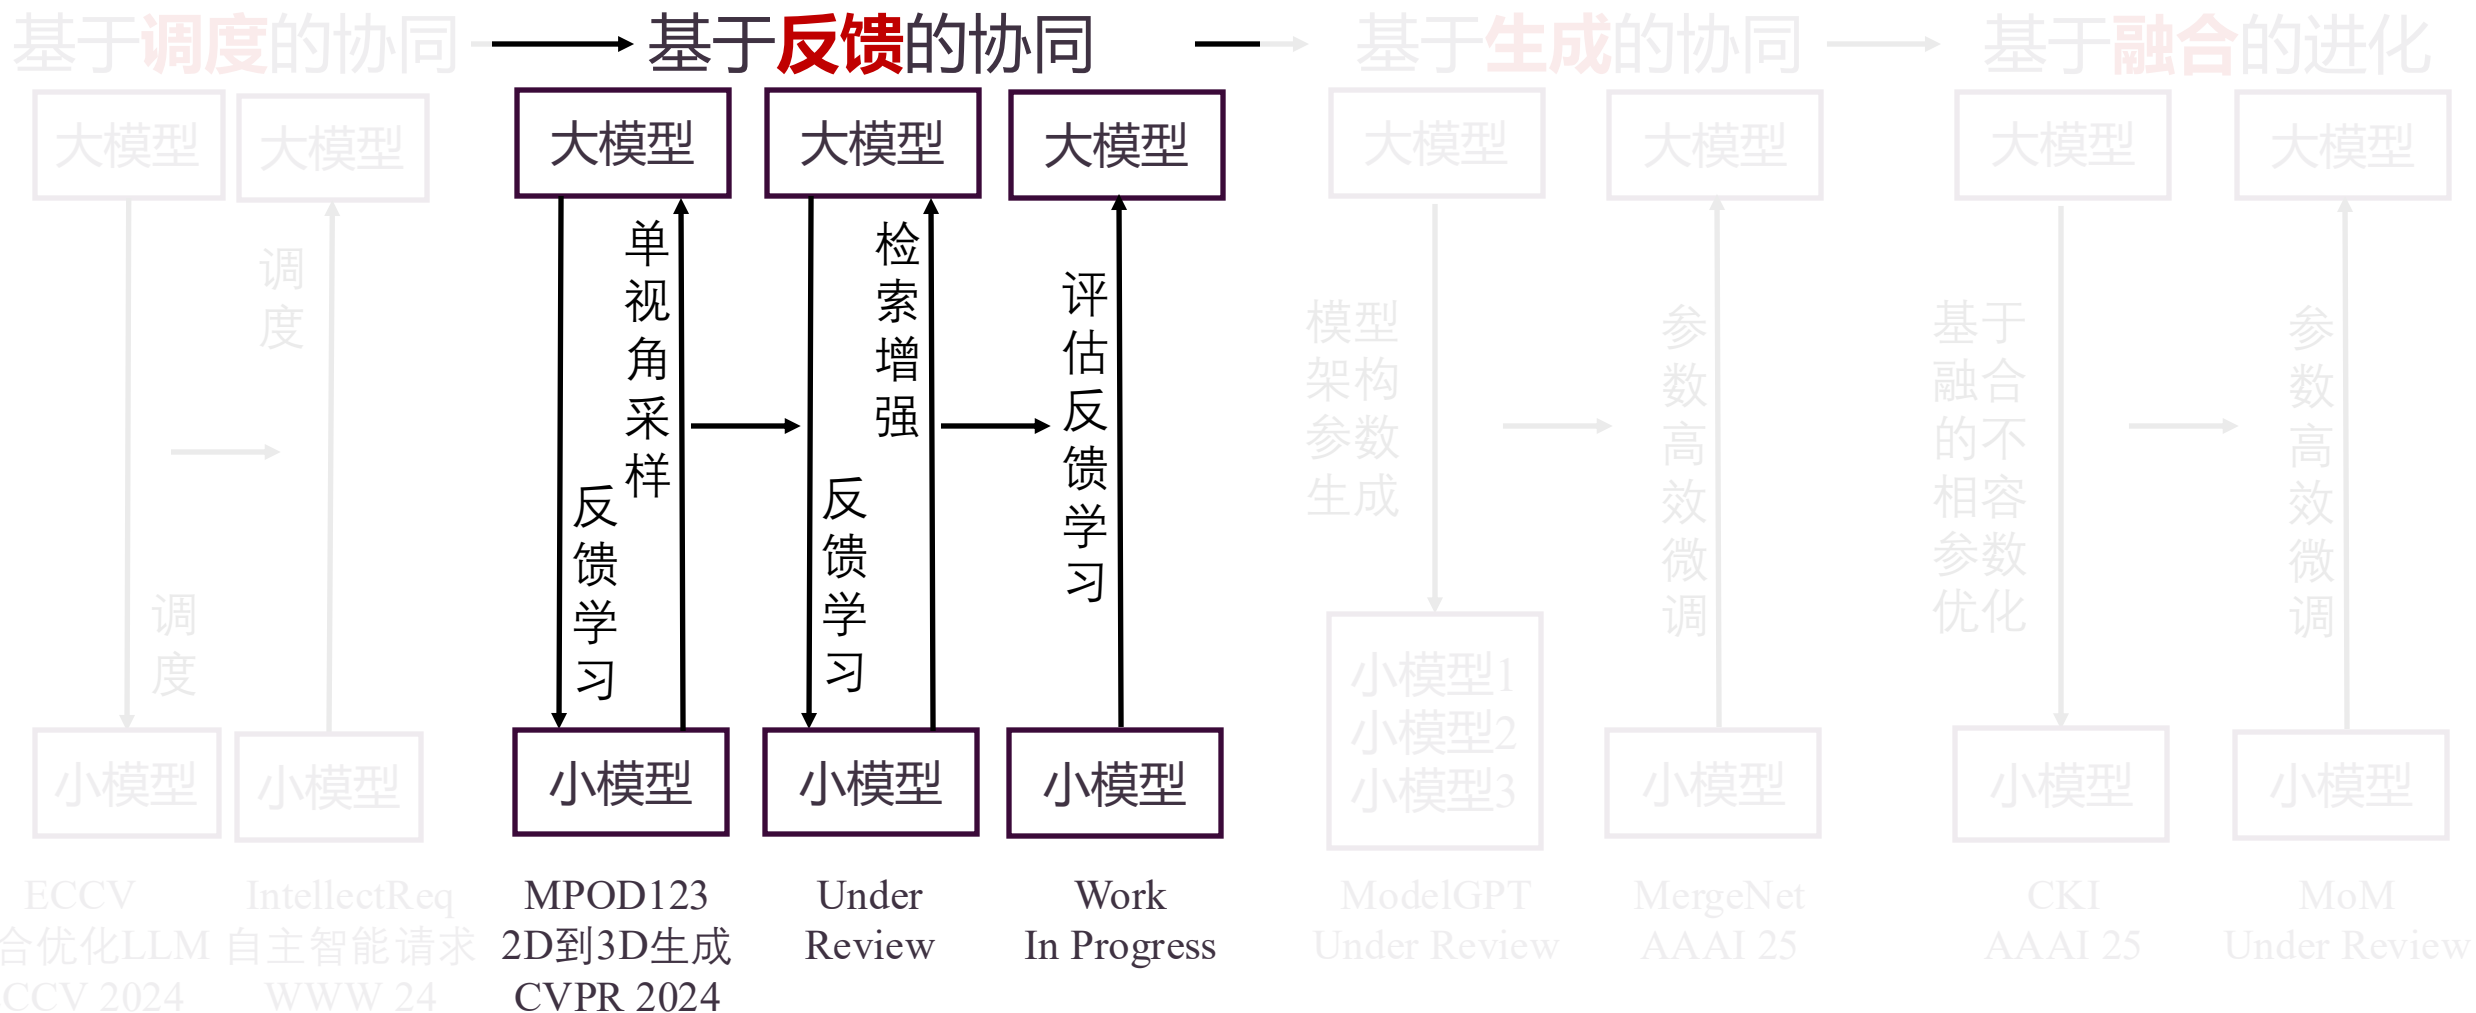 基于调度的协同
基于反馈的协同
基于生成的协同
基于融合的进化
大模型
大模型
大模型
大模型
大模型
大模型
大模型
大模型
大模型
调度
调度
反馈学习
单视角采样
反馈学习
检索增强
评估反馈学习
模型
架构
参数
生成
参数高效微调
基于
融合
的不
相容
参数
优化
参数高效微调
小模型
小模型
小模型
小模型
小模型
小模型1
小模型2
小模型3
小模型
小模型
小模型
ECCV
合优化LLM
CCV 2024
IntellectReq
自主智能请求
WWW 24
MPOD123
2D到3D生成
CVPR 2024
Under
Review
Work
In Progress
ModelGPT
Under Review
MergeNet
AAAI 25
CKI
AAAI 25
MoM
Under Review